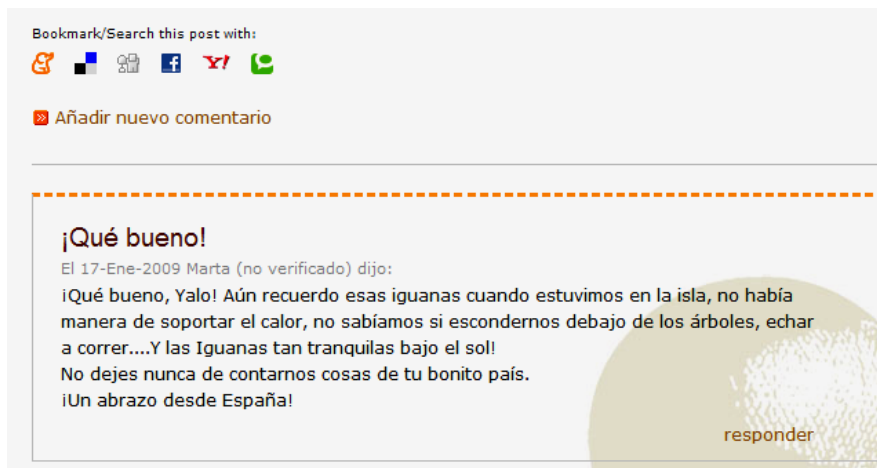 Bookmark/Search this post with:
Añadir nuevo comentario
¡Qué bueno!
El 17-Ene-2009 Marta (no verificado) dijo:
¡Qué bueno, Yalo! Aún recuerdo esas iguanas cuando estuvimos en la isla, no había
manera de soportar el calor, no sabíamos si escondernos debajo de los árboles, echar
a correr....Y las Iguanas tan tranquilas bajo el sol!
No dejes nunca de contarnos cosas de tu bonito país.
¡Un abrazo desde España!
responder